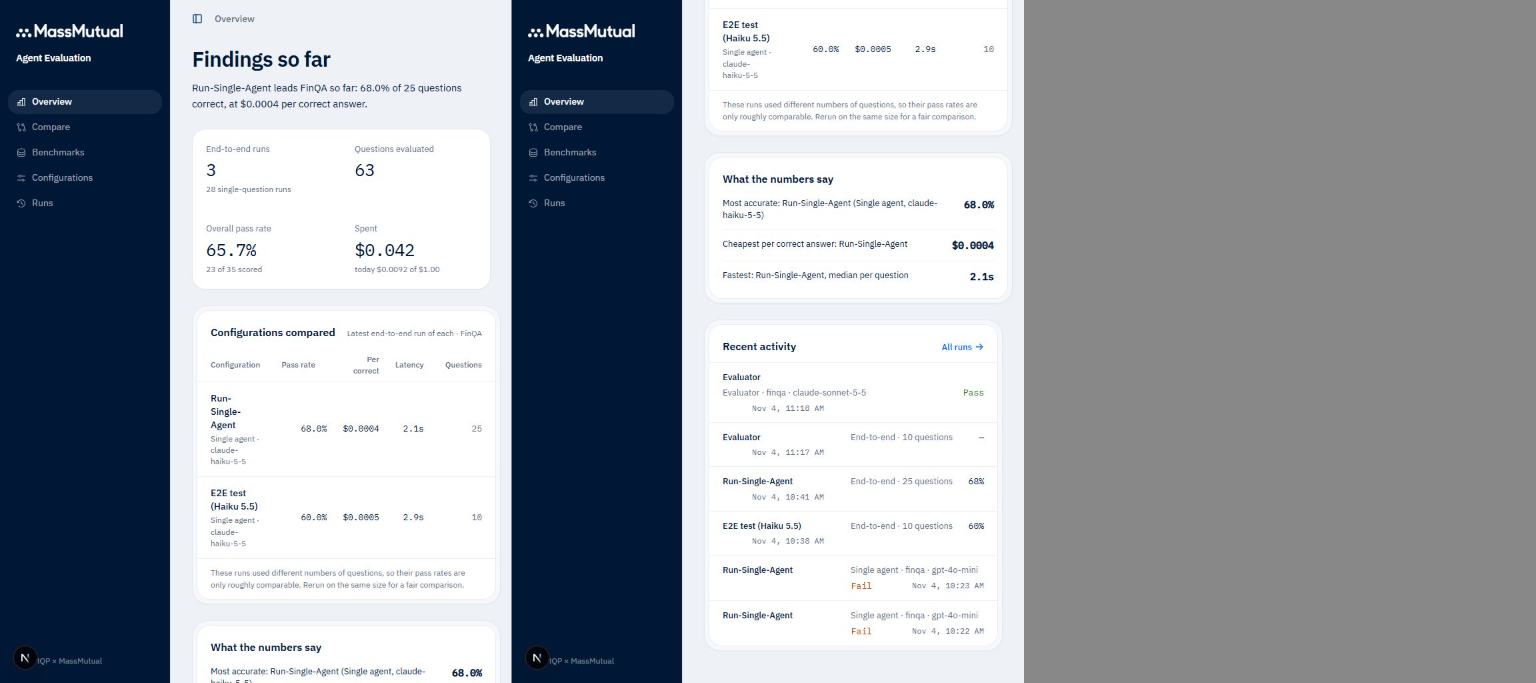 MassMutual
Agent Evaluation
Overview
Compare
Benchmarks
Configurations
Runs
IQP × MassMutual
Overview
Findings so far
Run-Single-Agent leads FinQA so far: 68.0% of 25 questions
correct, at $0.0004 per correct answer.
End-to-end runs
3
28 single-question runs
Questions evaluated
63
Overall pass rate
65.7%
23 of 35 scored
Spent
$0.042
today $0.0092 of $1.00
Configurations compared Latest end-to-end run of each · FinQA
Configuration Pass rate Per correct Latency Questions
Run-
Single-
Agent
Single agent ·
claude-
haiku-5-5
68.0% $0.0004 2.1s 25
E2E test
(Haiku 5.5)
Single agent ·
claude-
haiku-5-5
60.0% $0.0005 2.9s 10
These runs used different numbers of questions, so their pass rates are
only roughly comparable. Rerun on the same size for a fair comparison.
What the numbers say
Most accurate: Run-Single-Agent (Single agent, claude- 68.0%
haiku-5-5)
MassMutual
Agent Evaluation
Overview
Compare
Benchmarks
Configurations
Runs
N IQP × MassMutual
E2E test
(Haiku 5.5)
Single agent ·
claude-
haiku-5-5
60.0% $0.0005 2.9s 10
These runs used different numbers of questions, so their pass rates are
only roughly comparable. Rerun on the same size for a fair comparison.
What the numbers say
Most accurate: Run-Single-Agent (Single agent, claude- 68.0%
haiku-5-5)
Cheapest per correct answer: Run-Single-Agent $0.0004
Fastest: Run-Single-Agent, median per question 2.1s
Recent activity All runs →
Evaluator
Evaluator · finqa · claude-sonnet-5-5 Pass
Nov 4, 11:18 AM
Evaluator End-to-end · 10 questions —
Nov 4, 11:17 AM
Run-Single-Agent End-to-end · 25 questions 68%
Nov 4, 10:41 AM
E2E test (Haiku 5.5) End-to-end · 10 questions 60%
Nov 4, 10:38 AM
Run-Single-Agent Single agent · finqa · gpt-4o-mini
Fail Nov 4, 10:23 AM
Run-Single-Agent Single agent · finqa · gpt-4o-mini
Fail Nov 4, 10:22 AM